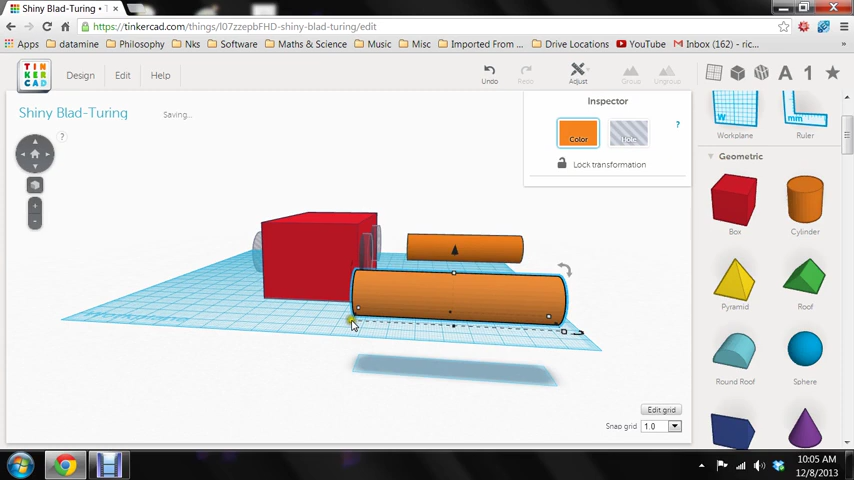 Shiny Blad-Turing • T
https://tinkercad.com/things/l07zzepbFHD-shiny-blad-turing/edit
Apps datamine Philosophy Nks Software Maths & Science Music Misc Imported From ... Drive Locations YouTube Inbox (162) - ric...
TIN
KER
CAD
Design Edit Help Undo Redo Adjust Group Ungroup
Shiny Blad-Turing Saving...
?
Inspector
Color Hole ?
Lock transformation
Workplane Ruler
mm
Geometric
Box Cylinder
Pyramid Roof
Round Roof Sphere
Edit grid
Snap grid 1.0
10:05 AM
12/8/2013